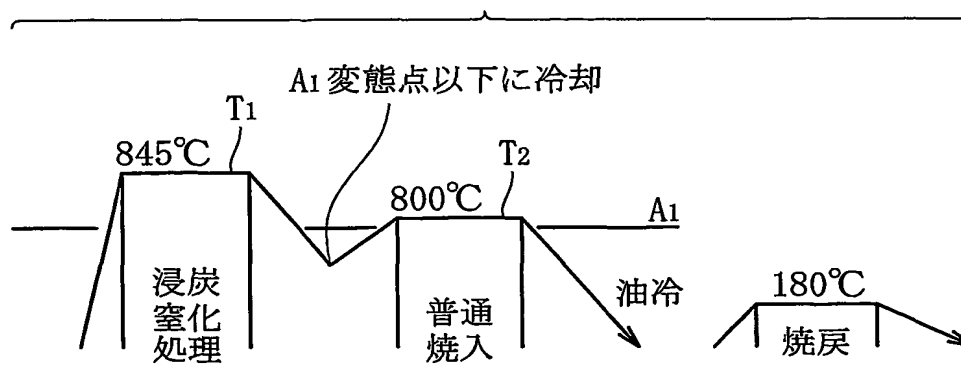 A1変態点以下に冷却
T1
845℃
T2
800℃
A1
浸炭
窒化
処理
普通
焼入
油冷
180℃
焼戻